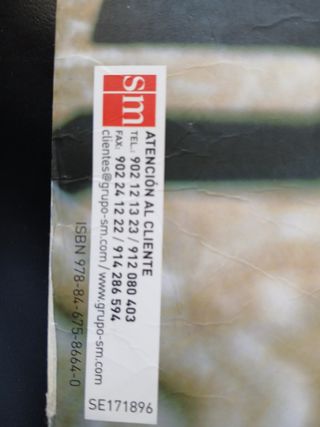 sm
ATENCIÓN AL CLIENTE
TEL.: 902 12 13 23 / 912 080 403
FAX: 902 24 12 22 / 914 286 594
clientes@grupo-sm.com / www.grupo-sm.com
SE171896
ISBN 978-84-675-8664-0